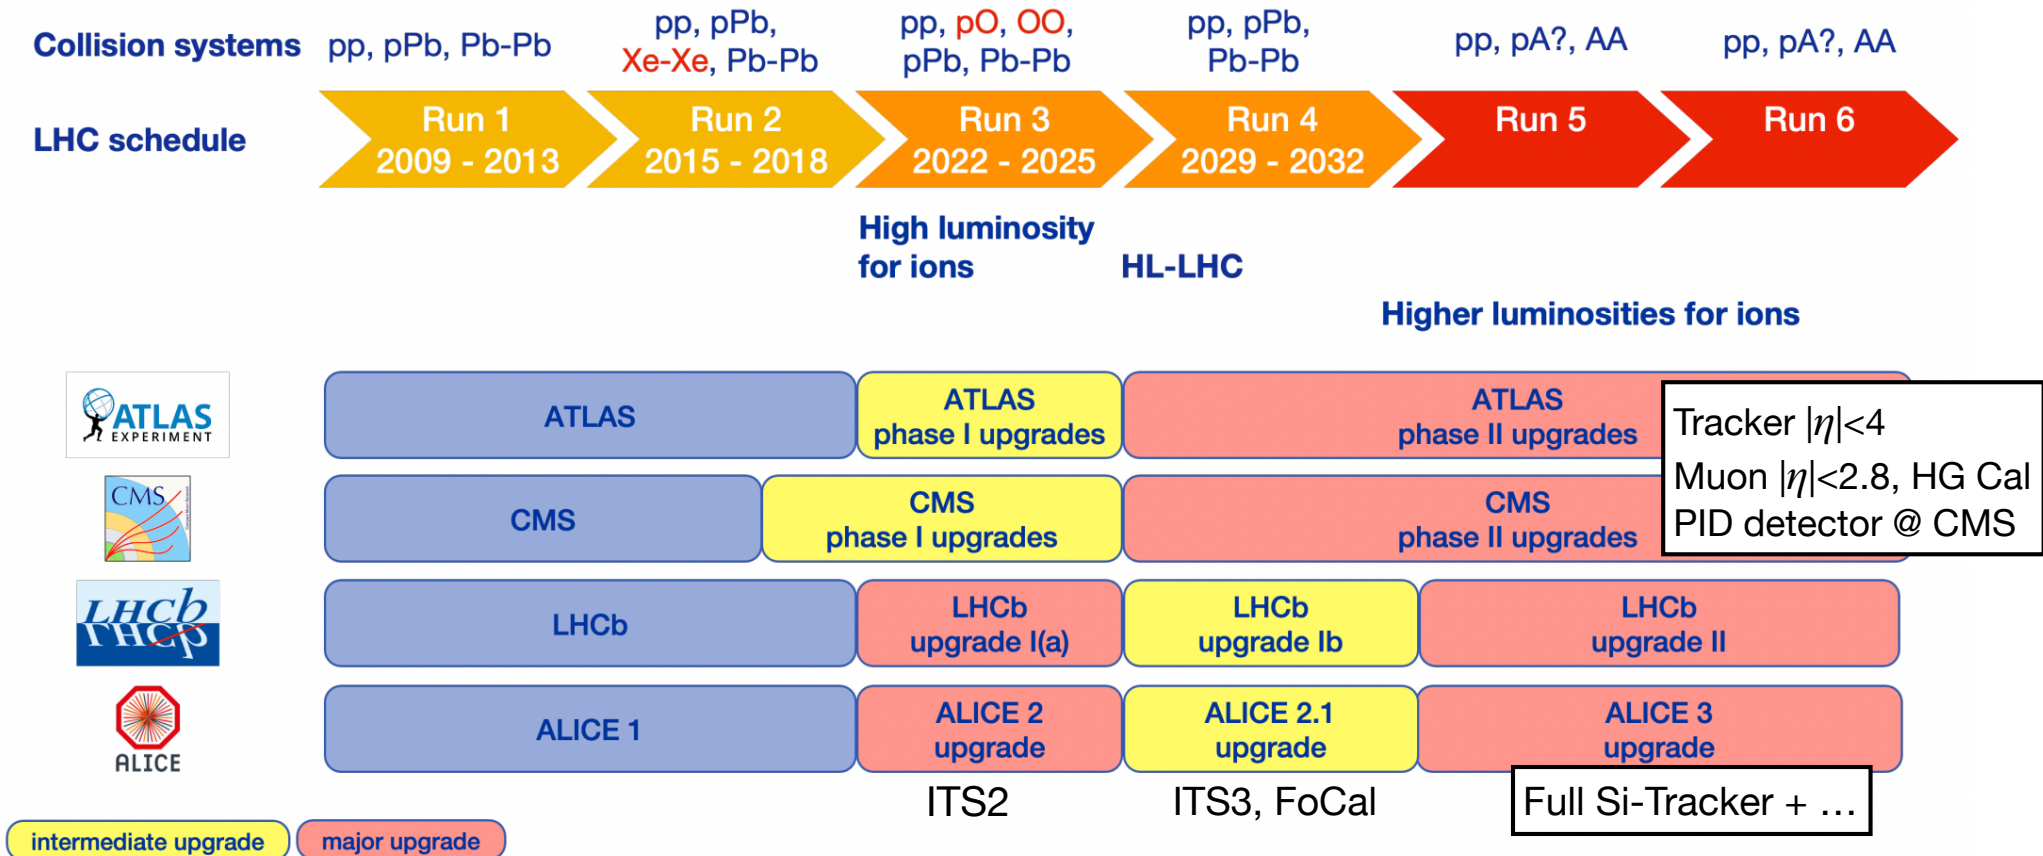 Collision systems
pp, pPb, Pb-Pb
pp, pPb,
Xe-Xe, Pb-Pb
pp, pO, OO,
pPb, Pb-Pb
pp, pPb,
Pb-Pb
pp, pA?, AA
pp, pA?, AA
LHC schedule
Run 1
2009 - 2013
Run 2
2015 - 2018
Run 3
2022 - 2025
Run 4
2029 - 2032
Run 5
Run 6
High luminosity
for ions
HL-LHC
Higher luminosities for ions
ATLAS
EXPERIMENT
ATLAS
ATLAS
phase I upgrades
ATLAS
phase II upgrades
Tracker |η|<4
Muon |η|<2.8, HG Cal
PID detector @ CMS
CMS
CMS
CMS
phase I upgrades
CMS
phase II upgrades
LHCb
LHCb
LHCb
LHCb
upgrade I(a)
LHCb
upgrade Ib
LHCb
upgrade II
ALICE
ALICE 1
ALICE 2
upgrade
ALICE 2.1
upgrade
ALICE 3
upgrade
ITS2
ITS3, FoCal
Full Si-Tracker + …
intermediate upgrade
major upgrade